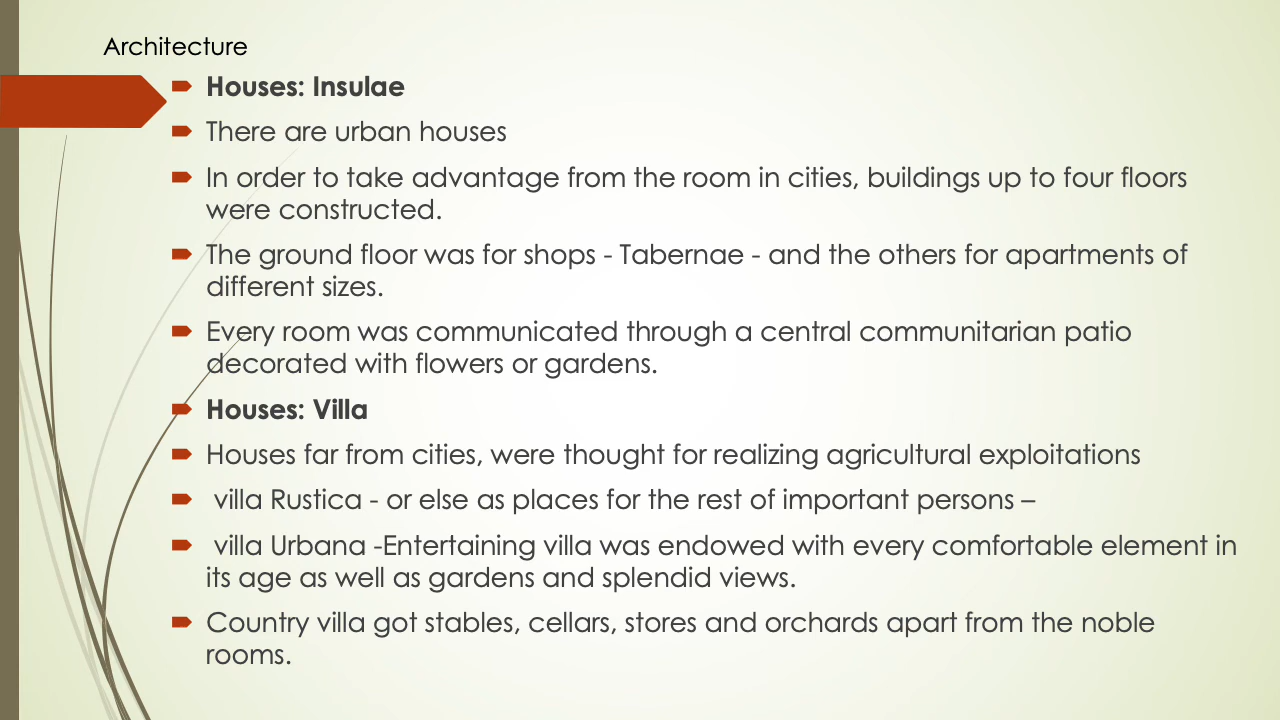 Architecture
Houses: Insulae
There are urban houses
In order to take advantage from the room in cities, buildings up to four floors
were constructed.
The ground floor was for shops - Tabernae - and the others for apartments of
different sizes.
Every room was communicated through a central communitarian patio
decorated with flowers or gardens.
Houses: Villa
Houses far from cities, were thought for realizing agricultural exploitations
villa Rustica - or else as places for the rest of important persons –
villa Urbana -Entertaining villa was endowed with every comfortable element in
its age as well as gardens and splendid views.
Country villa got stables, cellars, stores and orchards apart from the noble
rooms.